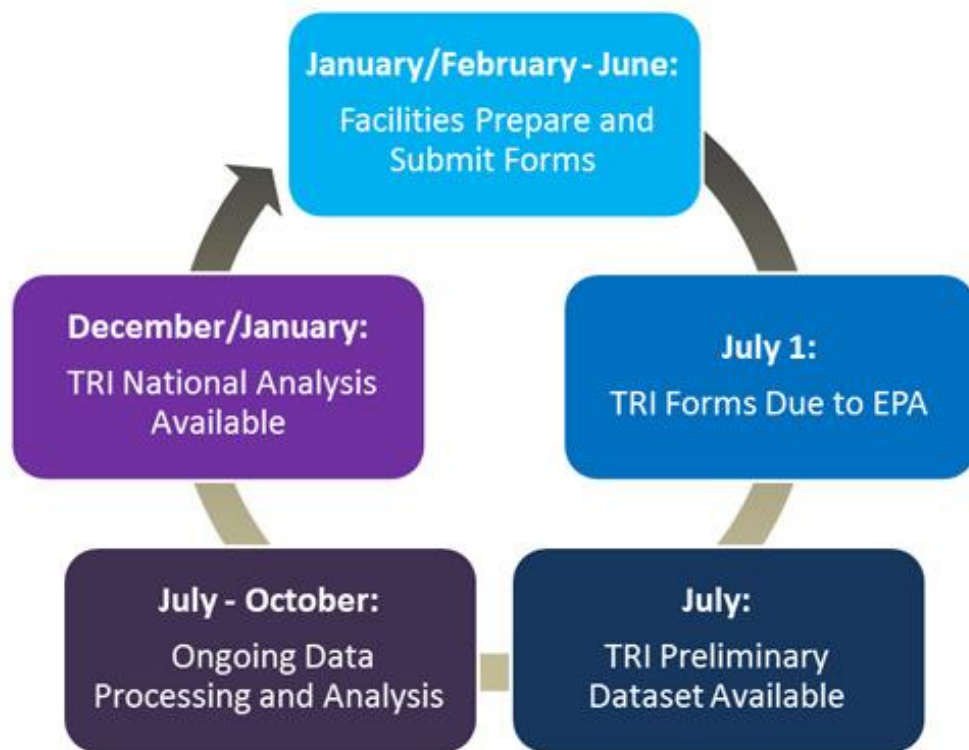 January/February - June:
Facilities Prepare and
Submit Forms
July 1:
TRI Forms Due to EPA
July:
TRI Preliminary
Dataset Available
July - October:
Ongoing Data
Processing and Analysis
December/January:
TRI National Analysis
Available